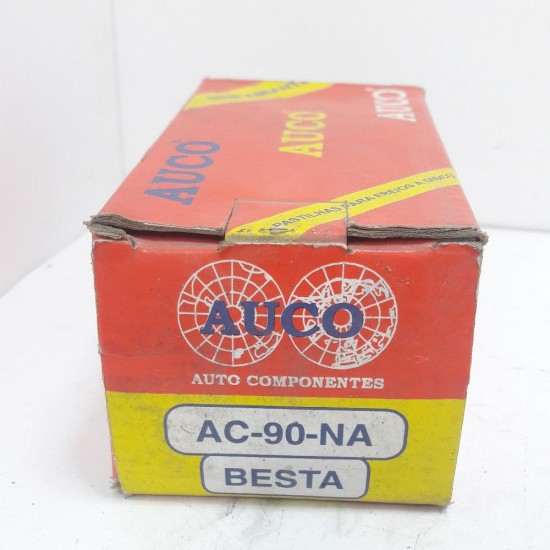 AUCO
AUCO
AUCO
PASTILHAS PARA FREIOS A DISCO
AUCO
AUTO COMPONENTES
AC-90-NA
BESTA